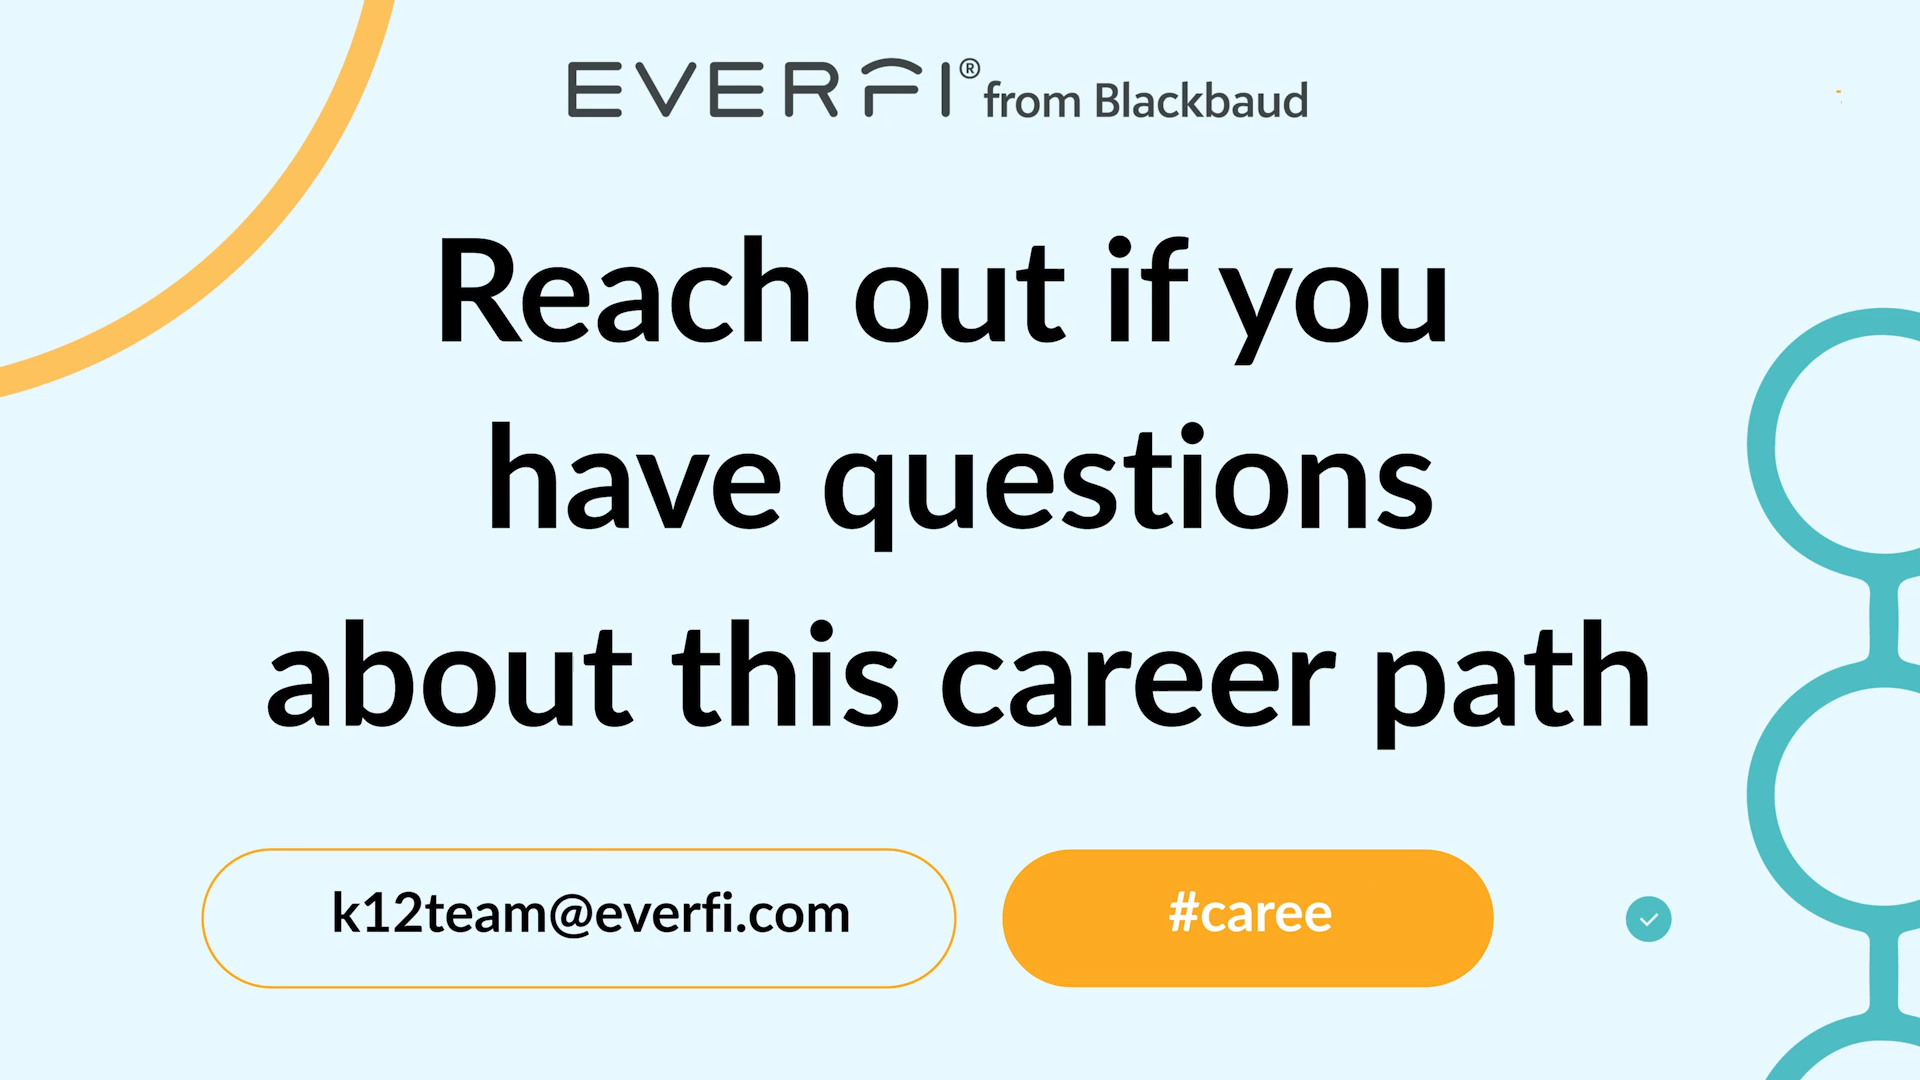 EVERFI® from Blackbaud
Reach out if you
have questions
about this career path
k12team@everfi.com
#caree